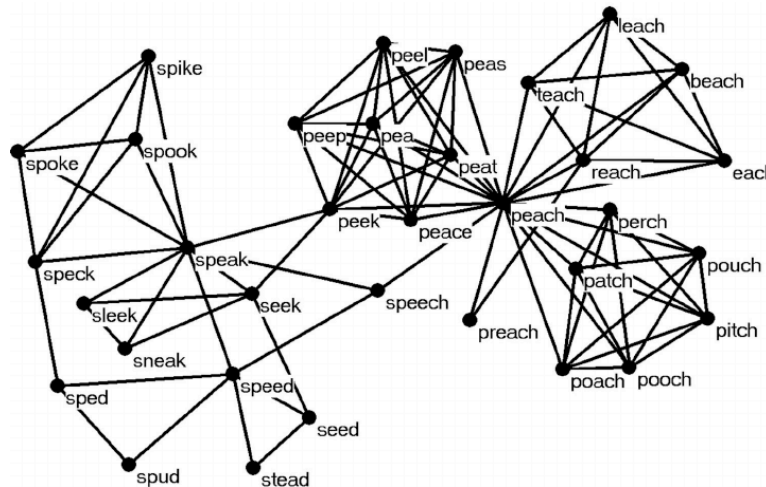 leach
peel
peas
spike
beach
teach
peep
pea
spook
spoke
peat
reach
each
peek
peace
peach
perch
speak
speck
pouch
patch
sleek
seek
speech
preach
pitch
sneak
poach
pooch
sped
speed
seed
spud
stead